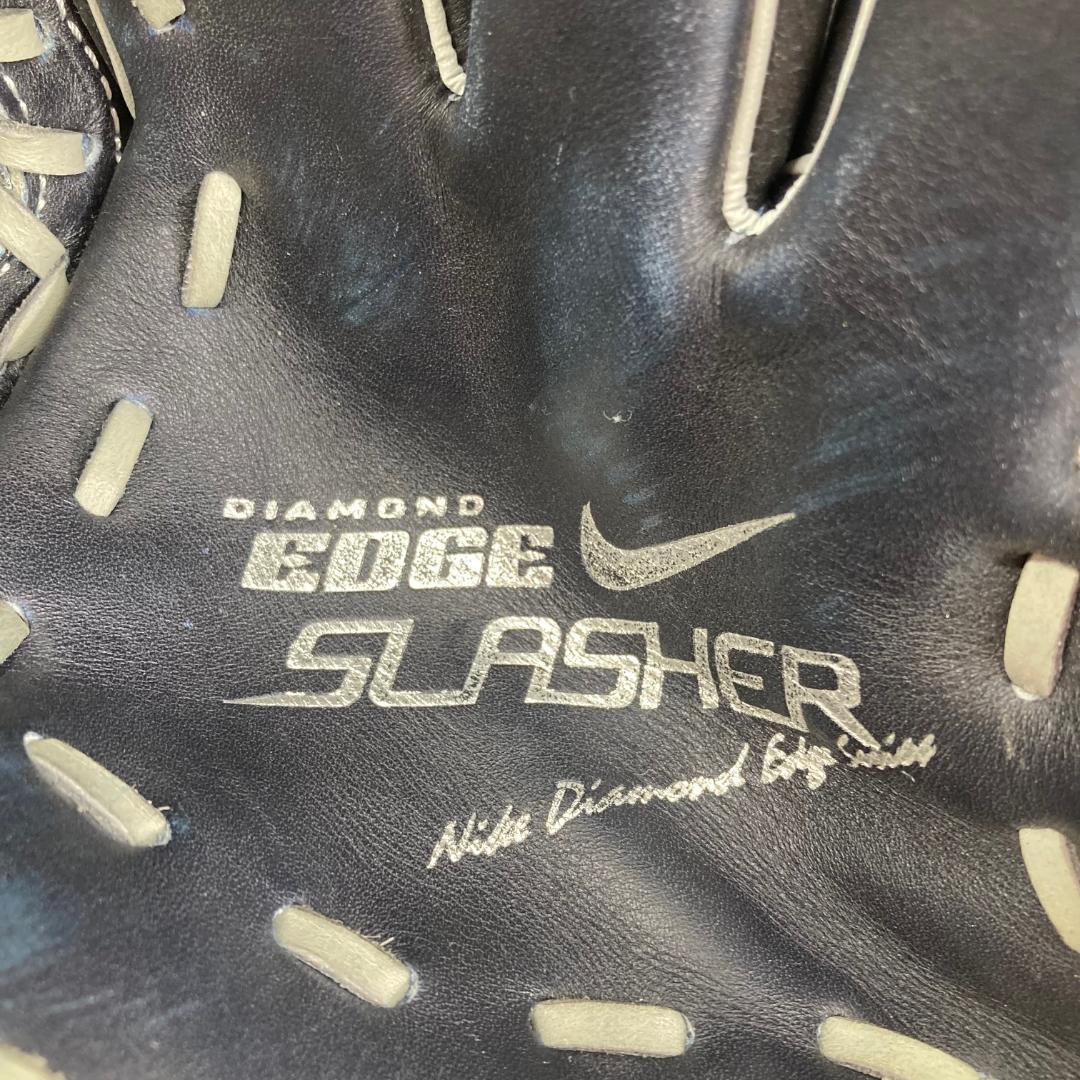 DIAMOND
EDGE
SLASHER
Nike Diamond Edge Series